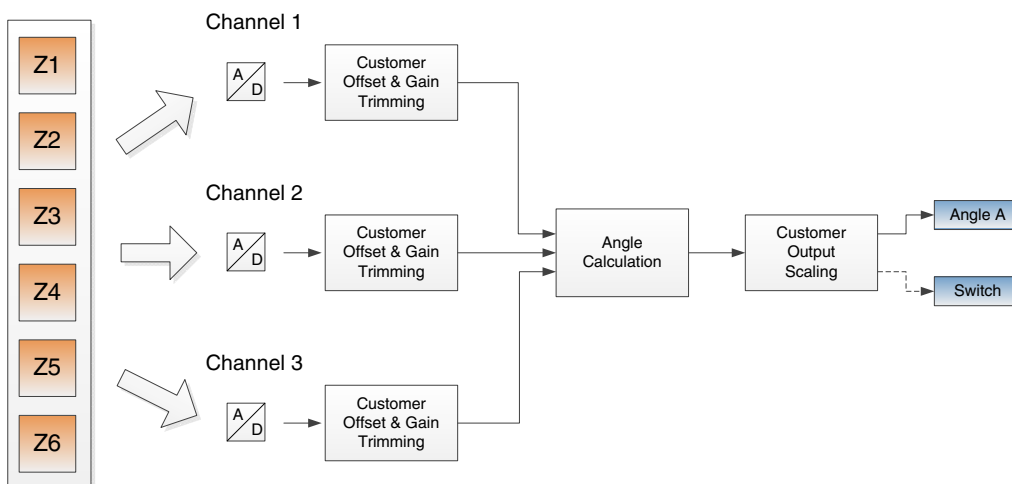 Z1
Z2
Z3
Z4
Z5
Z6
Channel 1
A
D
Customer
Offset & Gain
Trimming
Channel 2
A
D
Customer
Offset & Gain
Trimming
Channel 3
A
D
Customer
Offset & Gain
Trimming
Angle
Calculation
Customer
Output
Scaling
Angle A
Switch